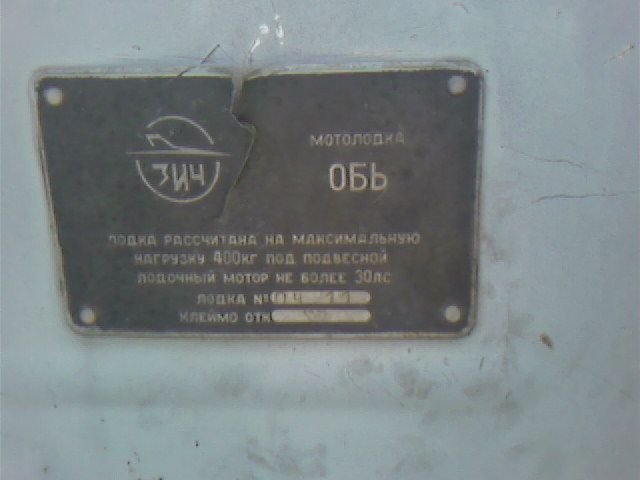 ЗИЧ
МОТОЛОДКА
ОБЬ
ЛОДКА РАССЧИТАНА НА МАКСИМАЛЬНУЮ
НАГРУЗКУ 400КГ ПОД ПОДВЕСНОЙ
ЛОДОЧНЫЙ МОТОР НЕ БОЛЕЕ 30ЛС
ЛОДКА №
КЛЕЙМО ОТК